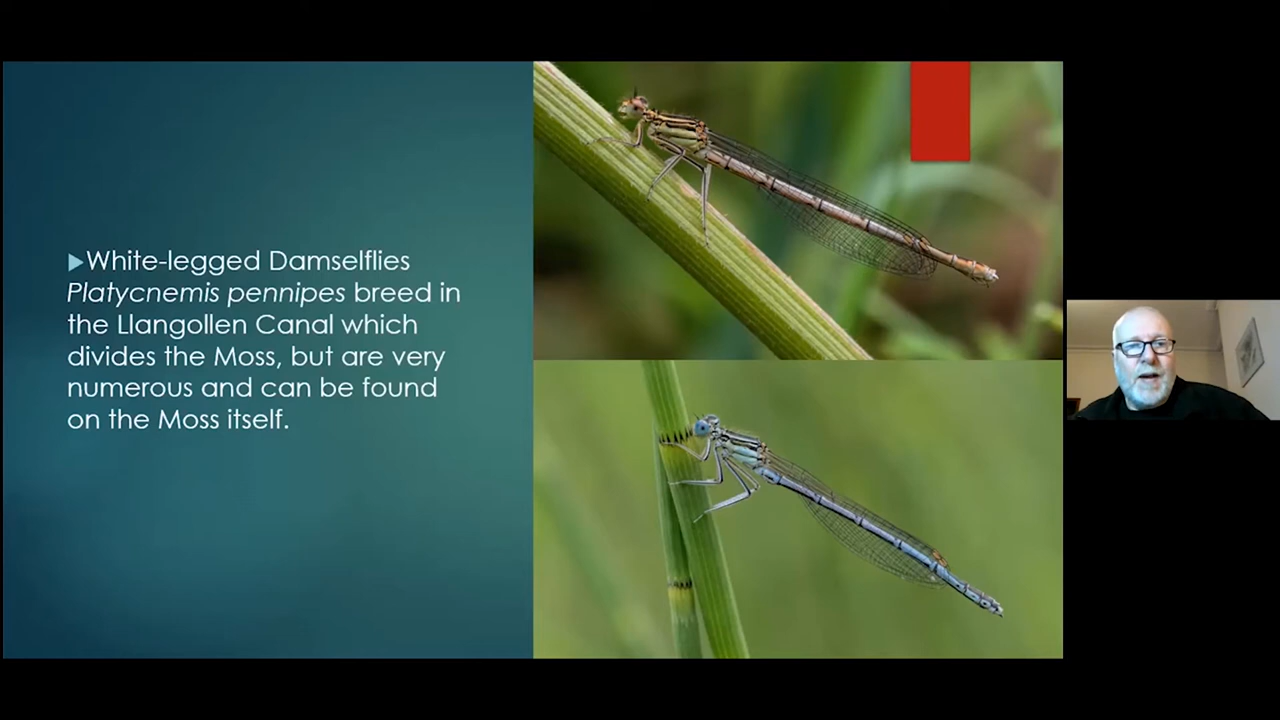 White-legged Damselflies
Platycnemis pennipes breed in
the Llangollen Canal which
divides the Moss, but are very
numerous and can be found
on the Moss itself.